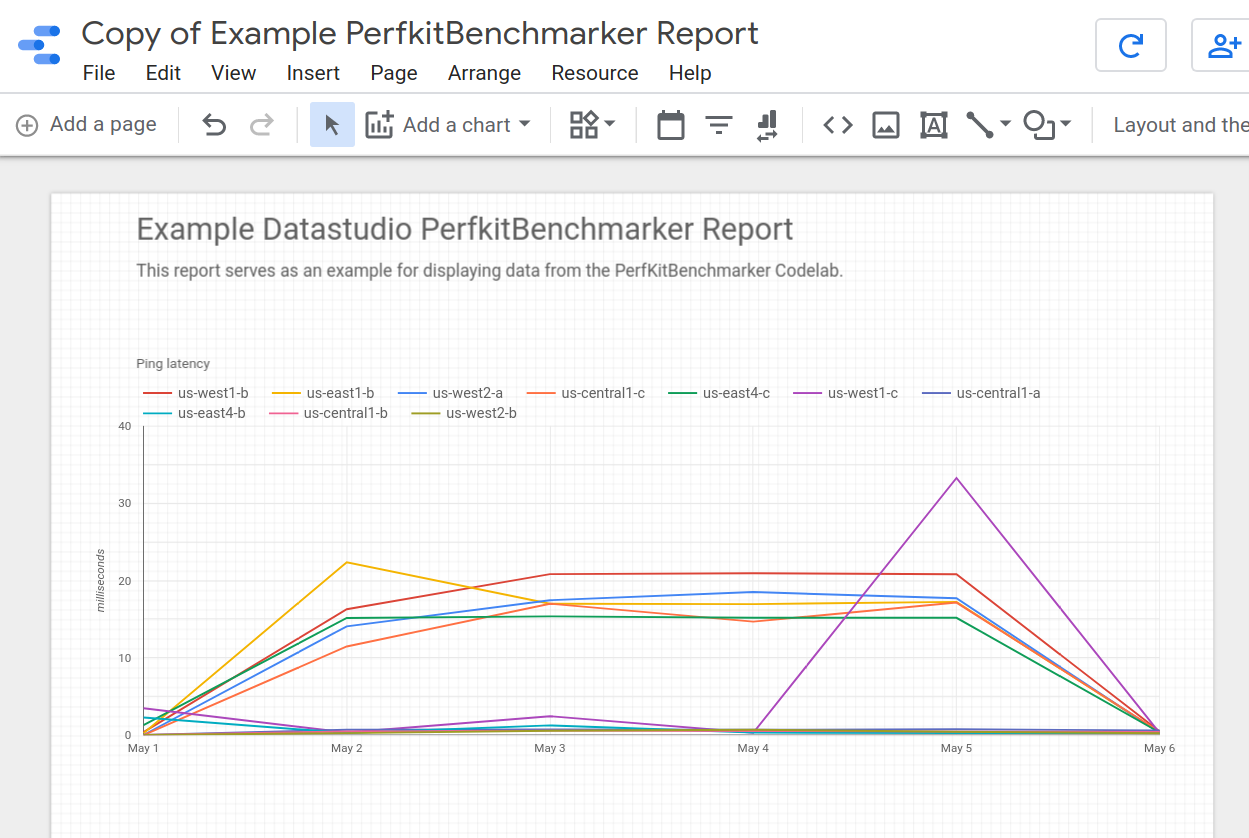 Copy of Example PerfkitBenchmarker Report
File Edit View Insert Page Arrange Resource Help
Add a page Add a chart Layout and the
Example Datastudio PerfkitBenchmarker Report
This report serves as an example for displaying data from the PerfKitBenchmarker Codelab.
Ping latency
us-west1-b us-east1-b us-west2-a us-central1-c us-east4-c us-west1-c us-central1-a
us-east4-b us-central1-b us-west2-b
40
30
20
10
0
milliseconds
May 1 May 2 May 3 May 4 May 5 May 6